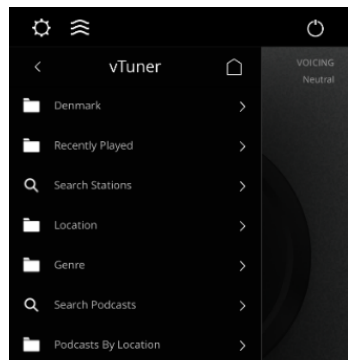 vTuner
VOICING
Neutral
Denmark
Recently Played
Search Stations
Location
Genre
Search Podcasts
Podcasts By Location